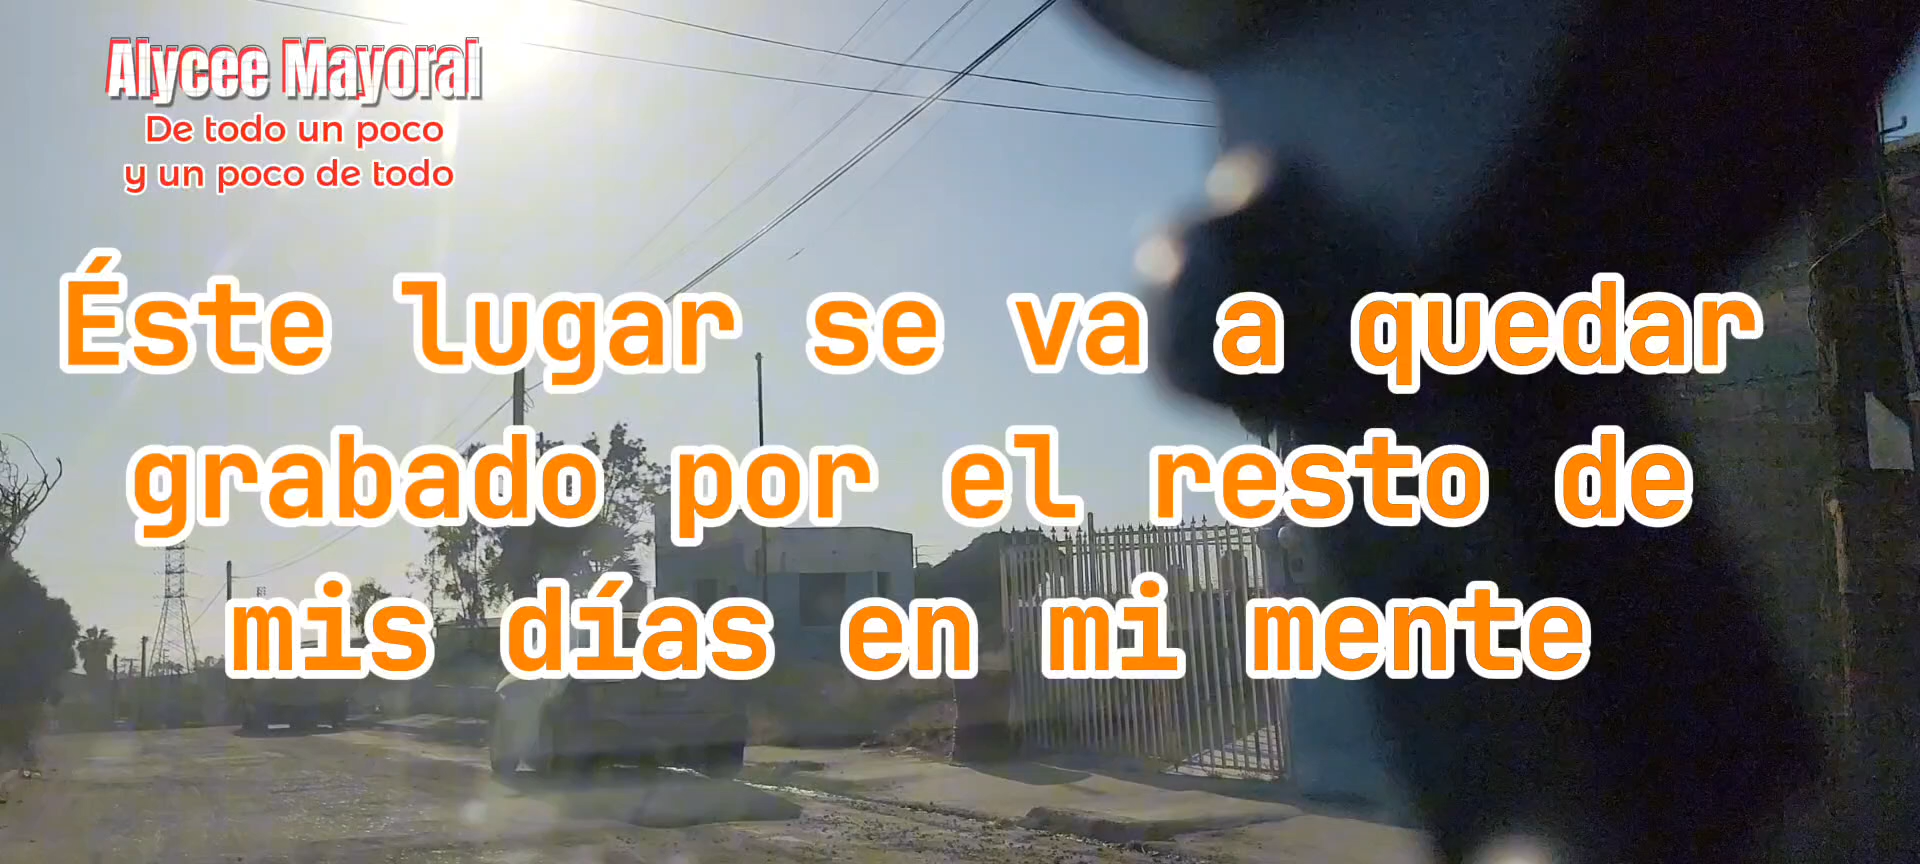 Alycee Mayoral
De todo un poco
y un poco de todo
Éste lugar se va a quedar
grabado por el resto de
mis días en mi mente